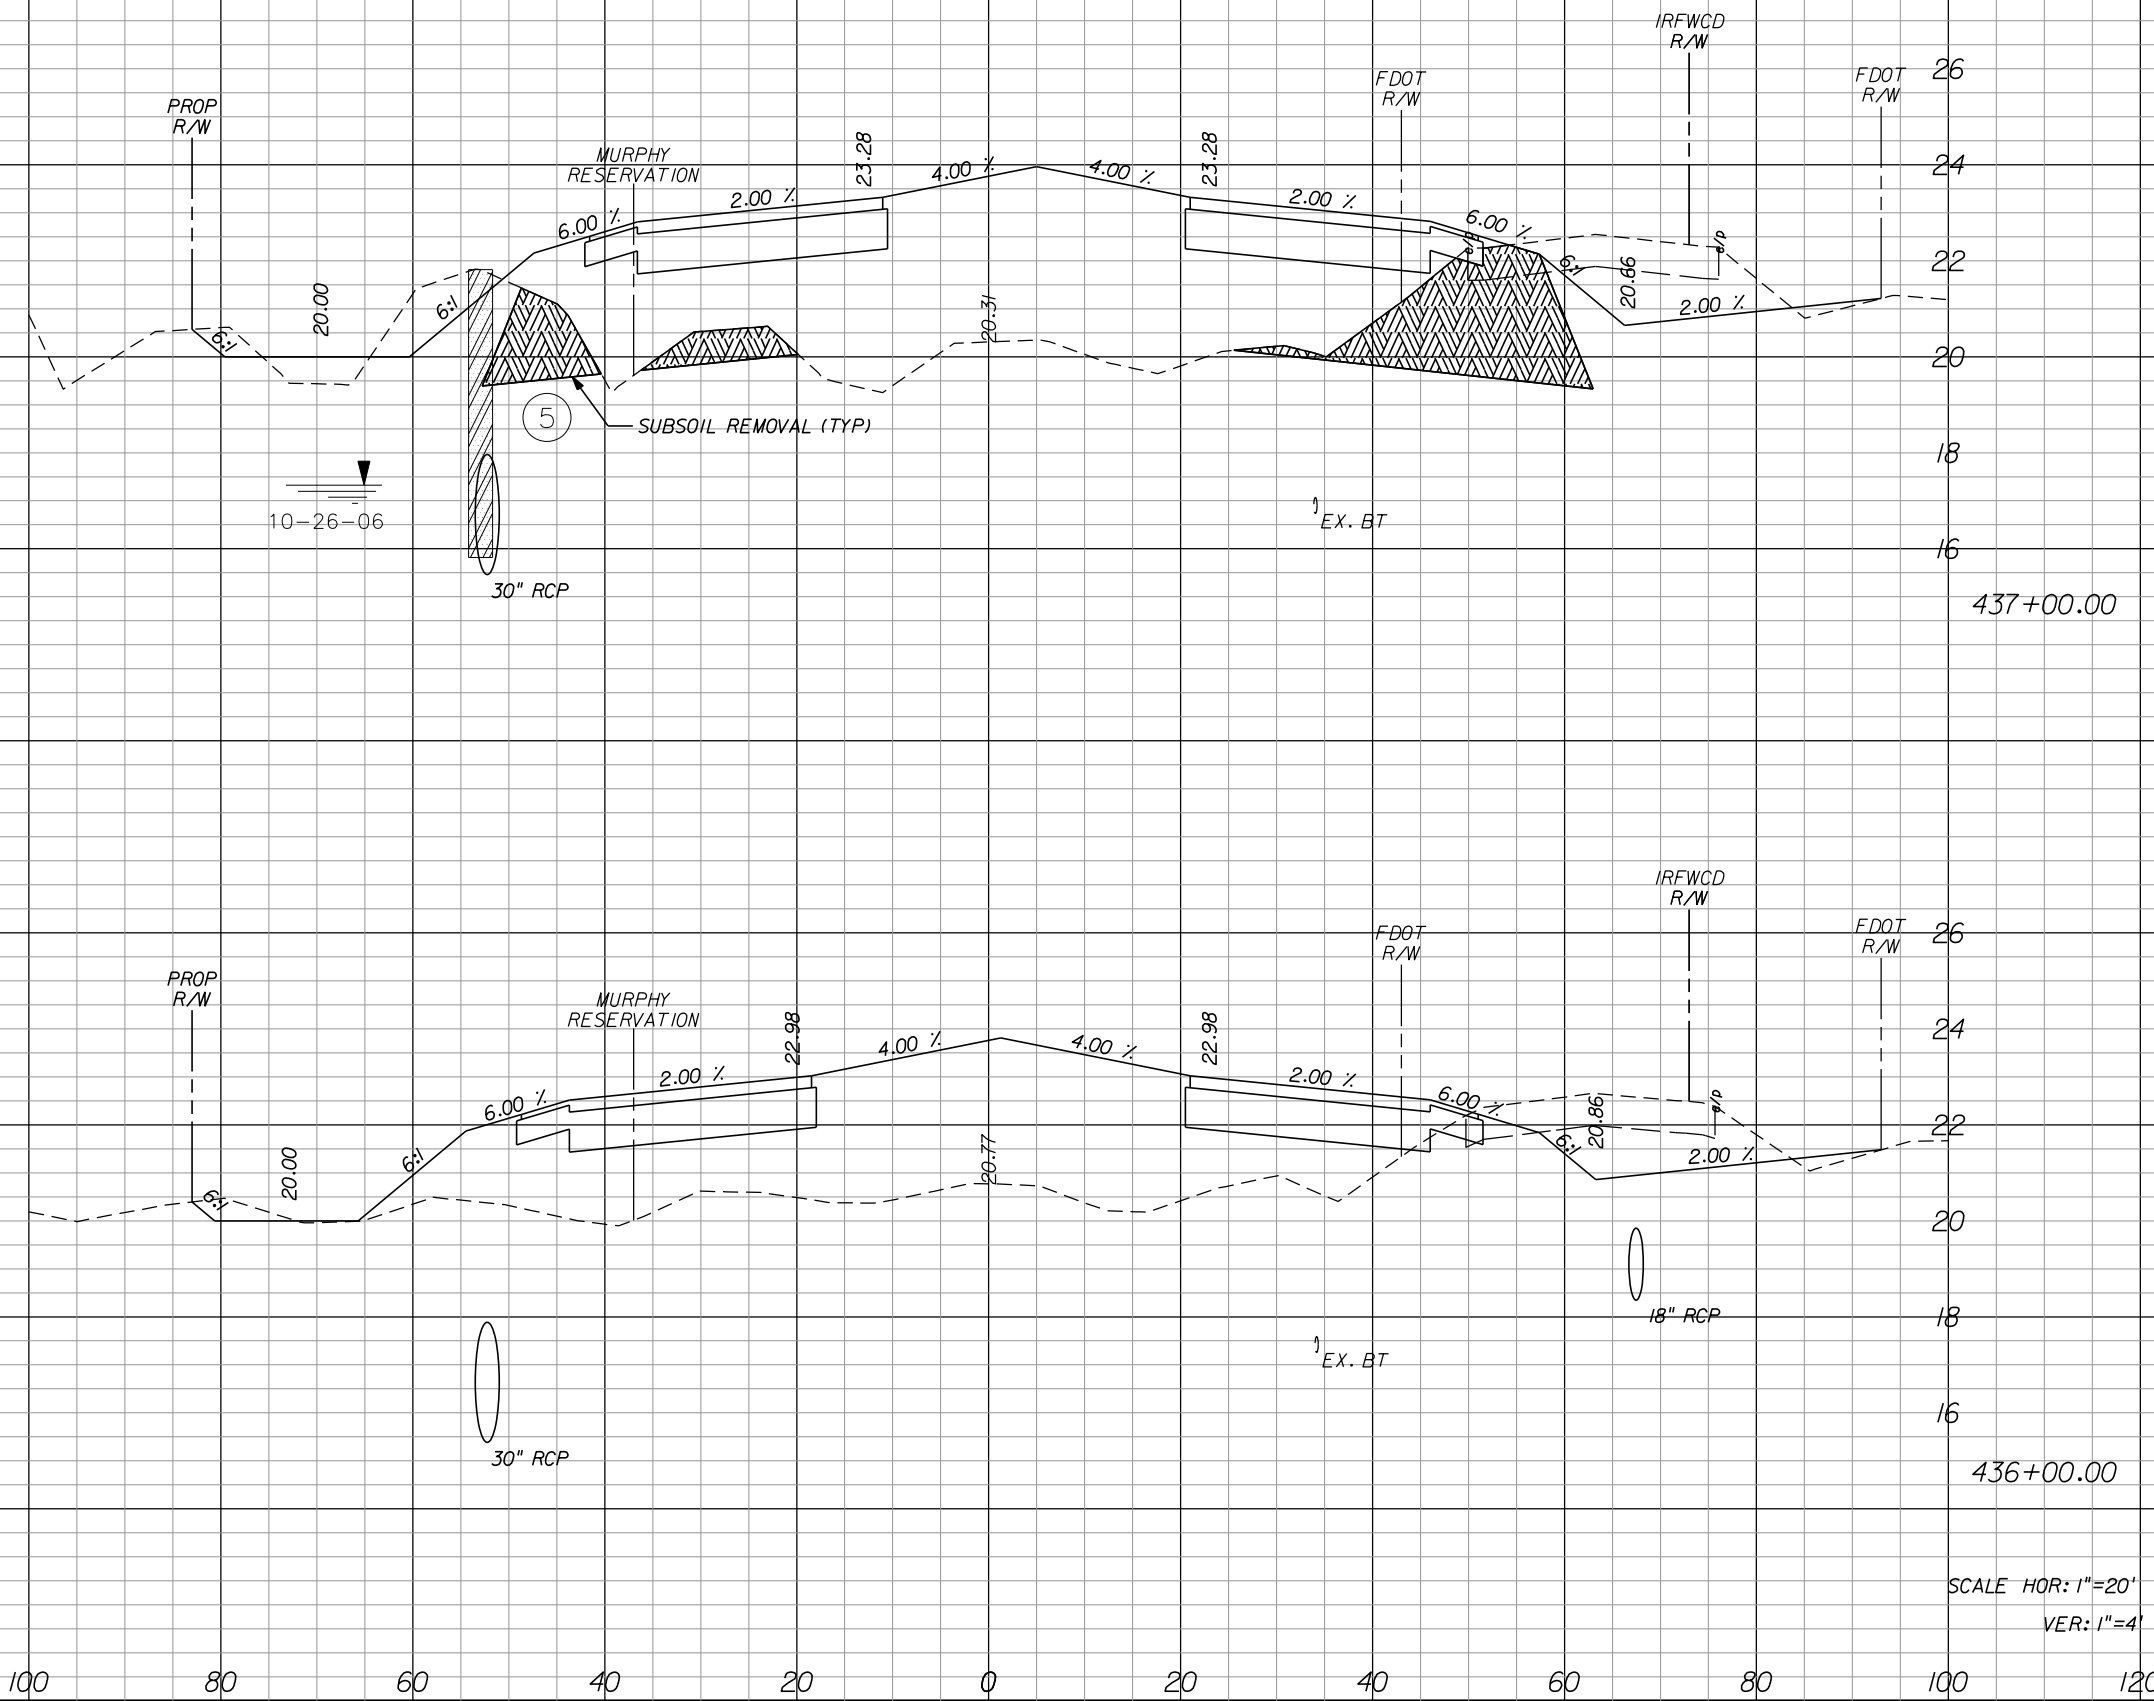 IRFWCD
R/W
FDOT
R/W
FDOT
R/W
26
PROP
R/W
MURPHY
RESERVATION
23.28
23.28
4.00 %
4.00 %
24
2.00 %
2.00 %
6.00 %
6.00 %
e/p
e/p
22
6:1
20.66
6:1
20.00
2.00 %
20.31
6:1
20
5
SUBSOIL REMOVAL (TYP)
18
10-26-06
EX. BT
16
30" RCP
437+00.00
IRFWCD
R/W
FDOT
R/W
FDOT
R/W
26
PROP
R/W
MURPHY
RESERVATION
22.98
22.98
24
4.00 %
4.00 %
2.00 %
2.00 %
6.00 %
6.00 %
e/p
20.86
22
6:1
6:1
20.77
2.00 %
20.00
6:1
20
18" RCP
18
EX. BT
16
30" RCP
436+00.00
SCALE HOR: 1"=20'
VER: 1"=4'
100 80 60 40 20 0 20 40 60 80 100 120